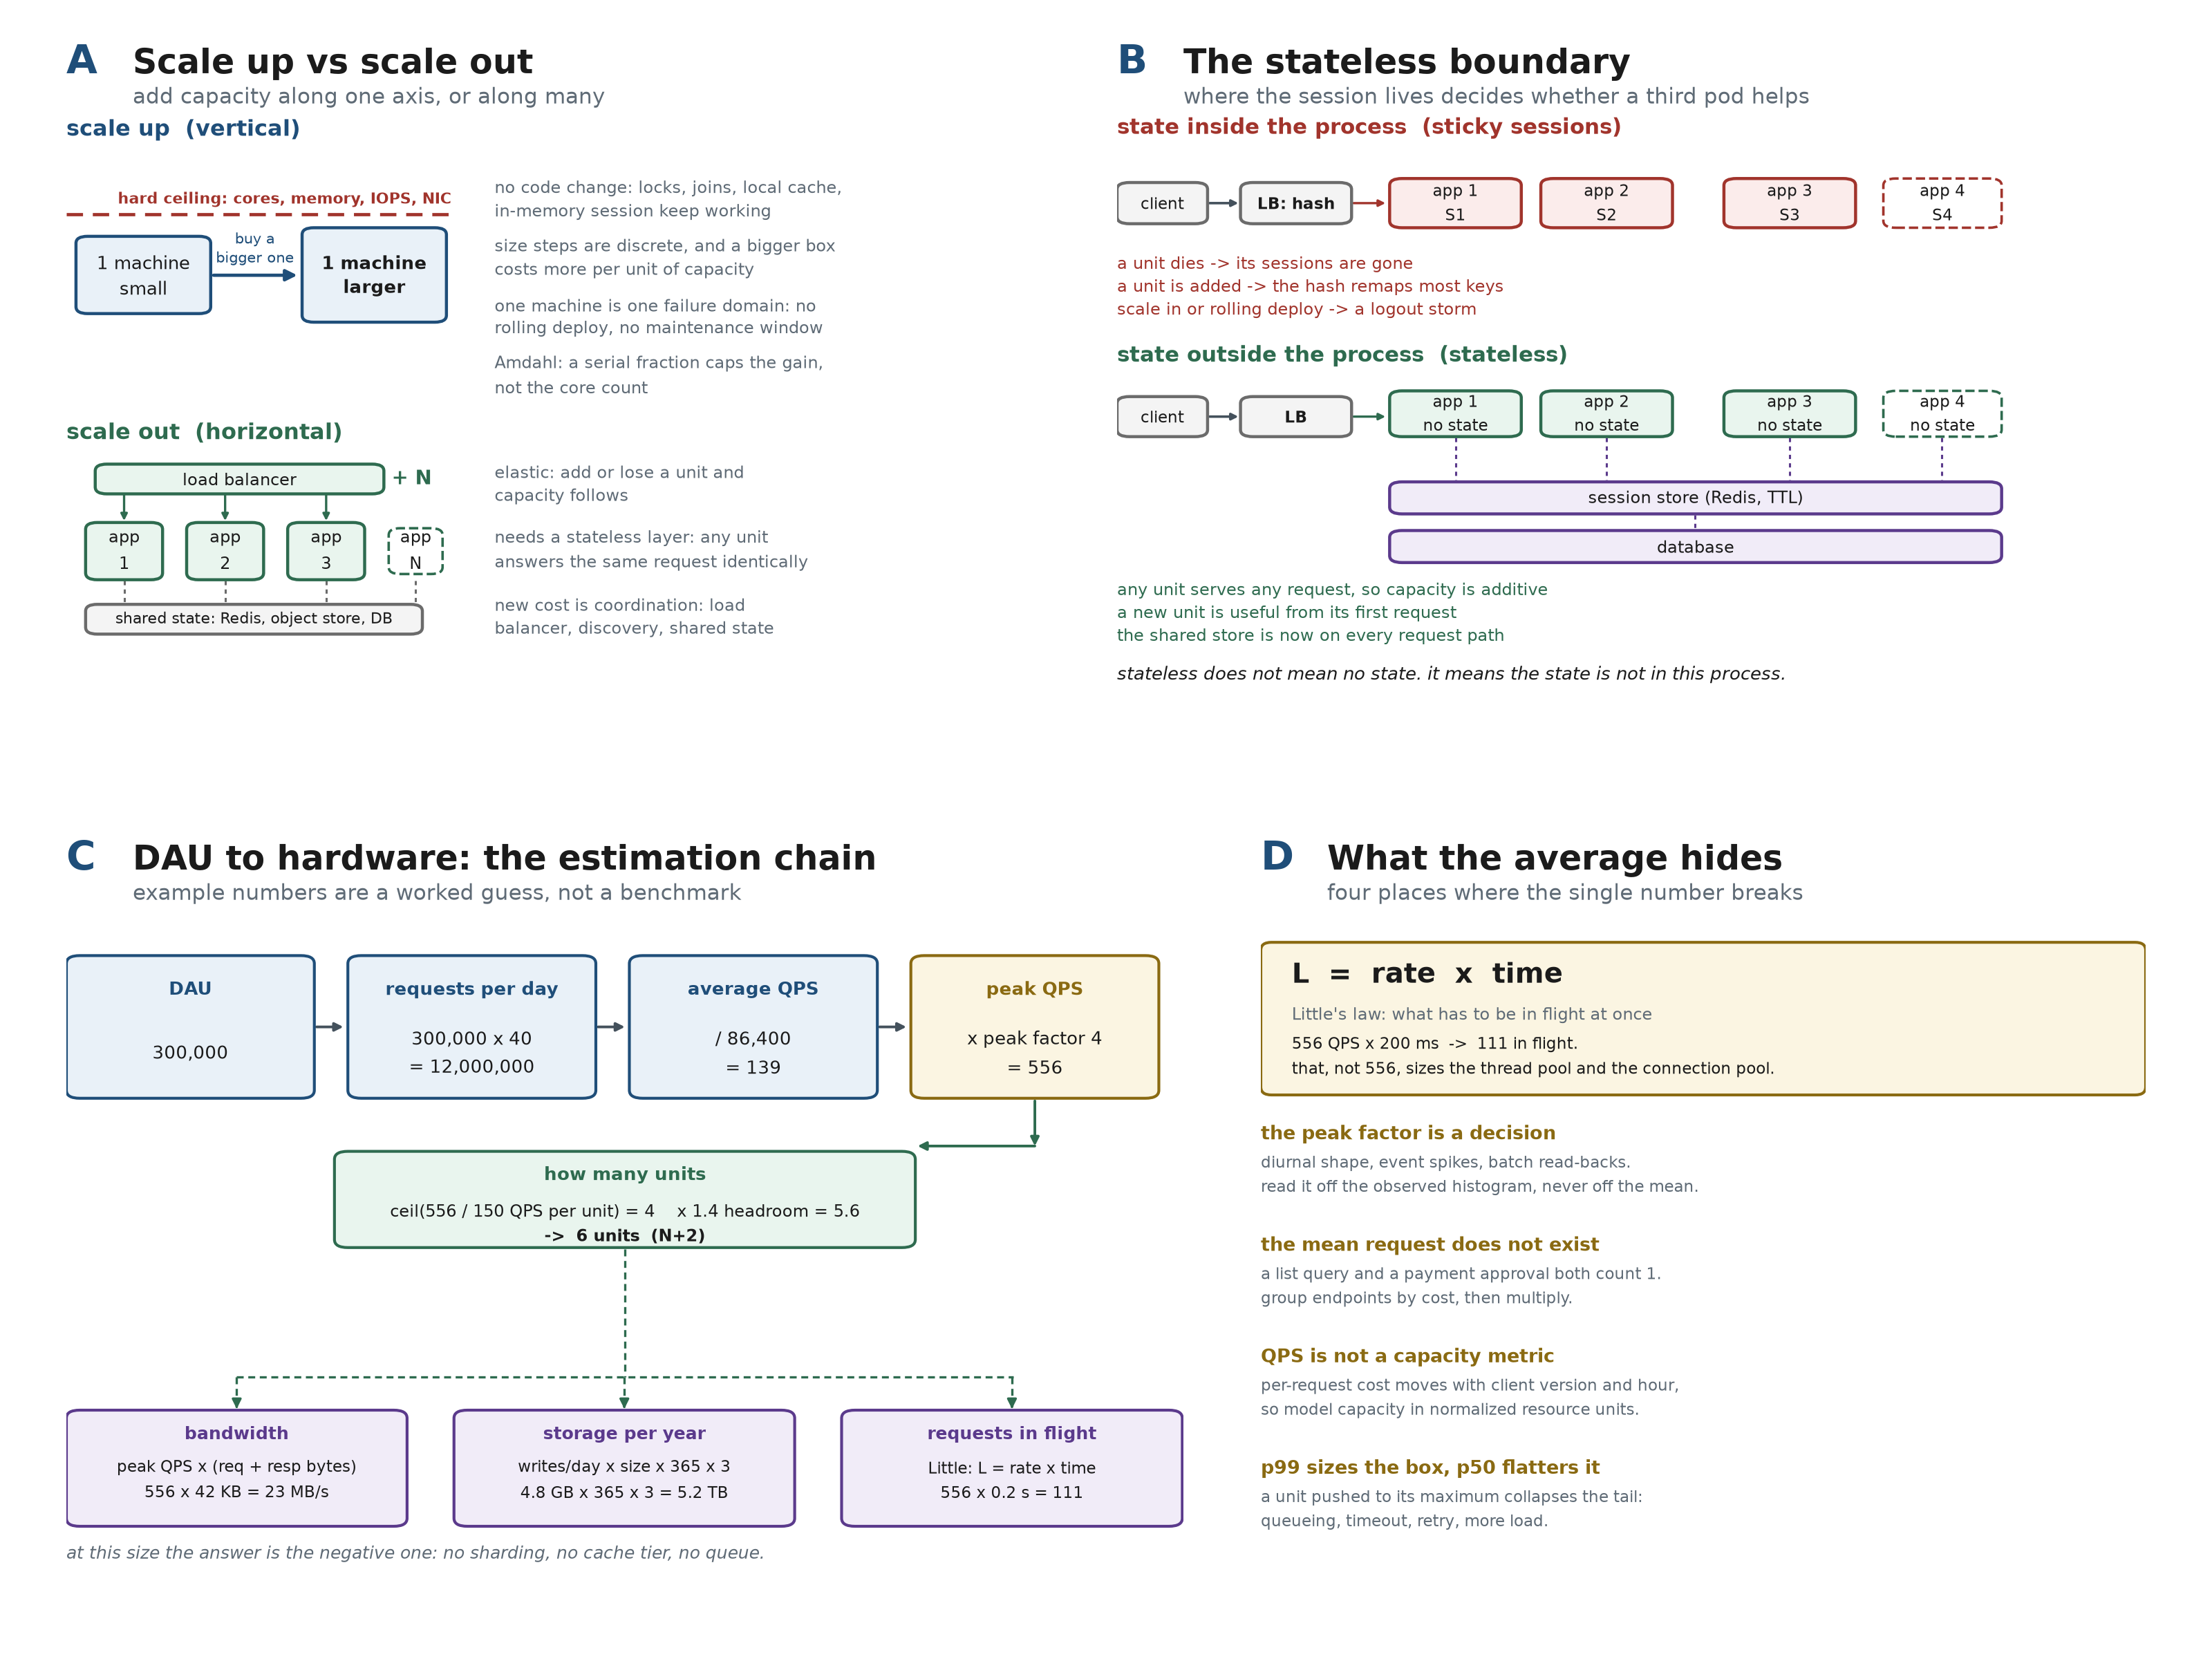 A Scale up vs scale out
add capacity along one axis, or along many
scale up (vertical)
hard ceiling: cores, memory, IOPS, NIC
1 machine
small
buy a
bigger one
1 machine
larger
no code change: locks, joins, local cache,
in-memory session keep working
size steps are discrete, and a bigger box
costs more per unit of capacity
one machine is one failure domain: no
rolling deploy, no maintenance window
Amdahl: a serial fraction caps the gain,
not the core count
scale out (horizontal)
load balancer
+ N
app
1
app
2
app
3
app
N
shared state: Redis, object store, DB
elastic: add or lose a unit and
capacity follows
needs a stateless layer: any unit
answers the same request identically
new cost is coordination: load
balancer, discovery, shared state
B The stateless boundary
where the session lives decides whether a third pod helps
state inside the process (sticky sessions)
client
LB: hash
app 1
S1
app 2
S2
app 3
S3
app 4
S4
a unit dies -> its sessions are gone
a unit is added -> the hash remaps most keys
scale in or rolling deploy -> a logout storm
state outside the process (stateless)
client
LB
app 1
no state
app 2
no state
app 3
no state
app 4
no state
session store (Redis, TTL)
database
any unit serves any request, so capacity is additive
a new unit is useful from its first request
the shared store is now on every request path
stateless does not mean no state. it means the state is not in this process.
C DAU to hardware: the estimation chain
example numbers are a worked guess, not a benchmark
DAU
300,000
requests per day
300,000 x 40
= 12,000,000
average QPS
/ 86,400
= 139
peak QPS
x peak factor 4
= 556
how many units
ceil(556 / 150 QPS per unit) = 4 x 1.4 headroom = 5.6
-> 6 units (N+2)
bandwidth
peak QPS x (req + resp bytes)
556 x 42 KB = 23 MB/s
storage per year
writes/day x size x 365 x 3
4.8 GB x 365 x 3 = 5.2 TB
requests in flight
Little: L = rate x time
556 x 0.2 s = 111
at this size the answer is the negative one: no sharding, no cache tier, no queue.
D What the average hides
four places where the single number breaks
L = rate x time
Little's law: what has to be in flight at once
556 QPS x 200 ms -> 111 in flight.
that, not 556, sizes the thread pool and the connection pool.
the peak factor is a decision
diurnal shape, event spikes, batch read-backs.
read it off the observed histogram, never off the mean.
the mean request does not exist
a list query and a payment approval both count 1.
group endpoints by cost, then multiply.
QPS is not a capacity metric
per-request cost moves with client version and hour,
so model capacity in normalized resource units.
p99 sizes the box, p50 flatters it
a unit pushed to its maximum collapses the tail:
queueing, timeout, retry, more load.